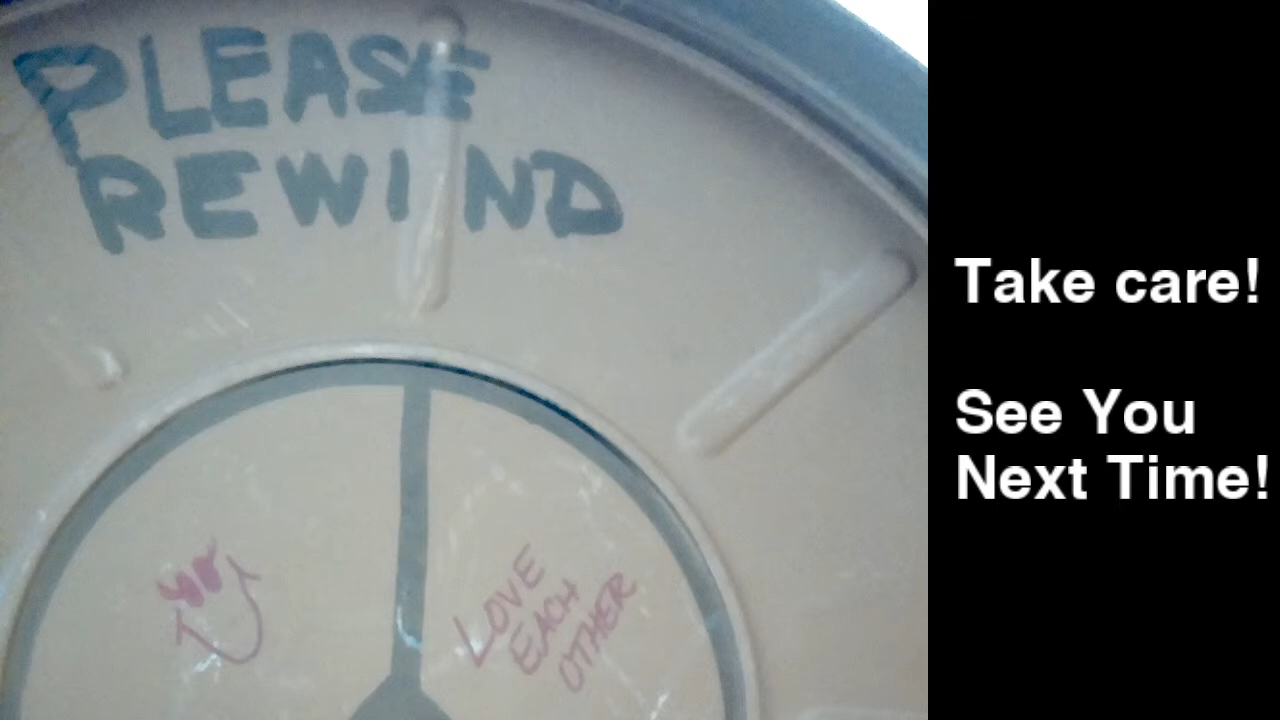 PLEASE
REWIND
LOVE
EACH
OTHER
Take care!
See You
Next Time!